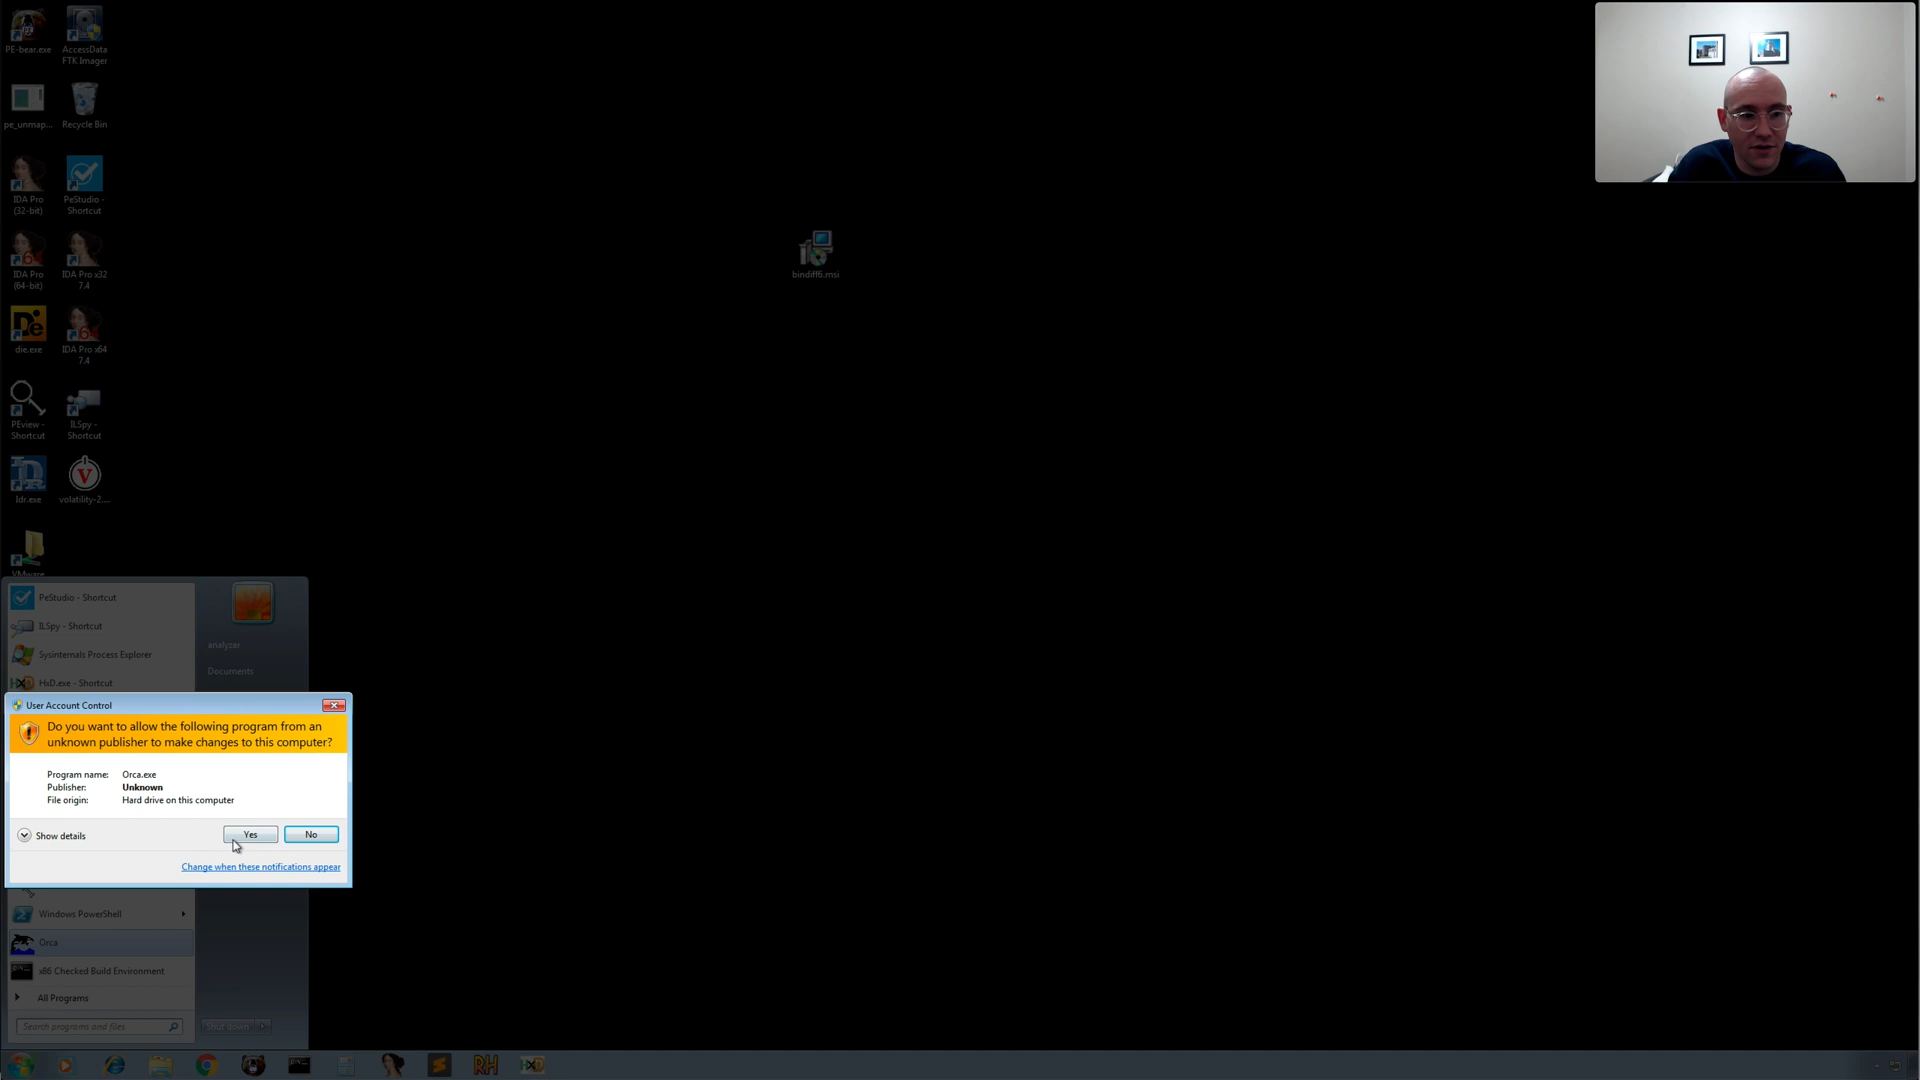 PE-bear.exe
AccessData
FTK Imager
pe_unmap...
Recycle Bin
IDA Pro
(32-bit)
PeStudio -
Shortcut
IDA Pro
(64-bit)
IDA Pro x32
7.4
die.exe
IDA Pro x64
7.4
PEview -
Shortcut
ILSpy -
Shortcut
Idr.exe
volatility-2....
VMware
bindiff6.msi
PeStudio - Shortcut
ILSpy - Shortcut
Sysinternals Process Explorer
HxD.exe - Shortcut
analyzer
Documents
User Account Control
Do you want to allow the following program from an
unknown publisher to make changes to this computer?
Program name: Orca.exe
Publisher: Unknown
File origin: Hard drive on this computer
Show details
Yes
No
Change when these notifications appear
Windows PowerShell
Orca
x86 Checked Build Environment
All Programs
Search programs and files
Shut down
RH
HxD